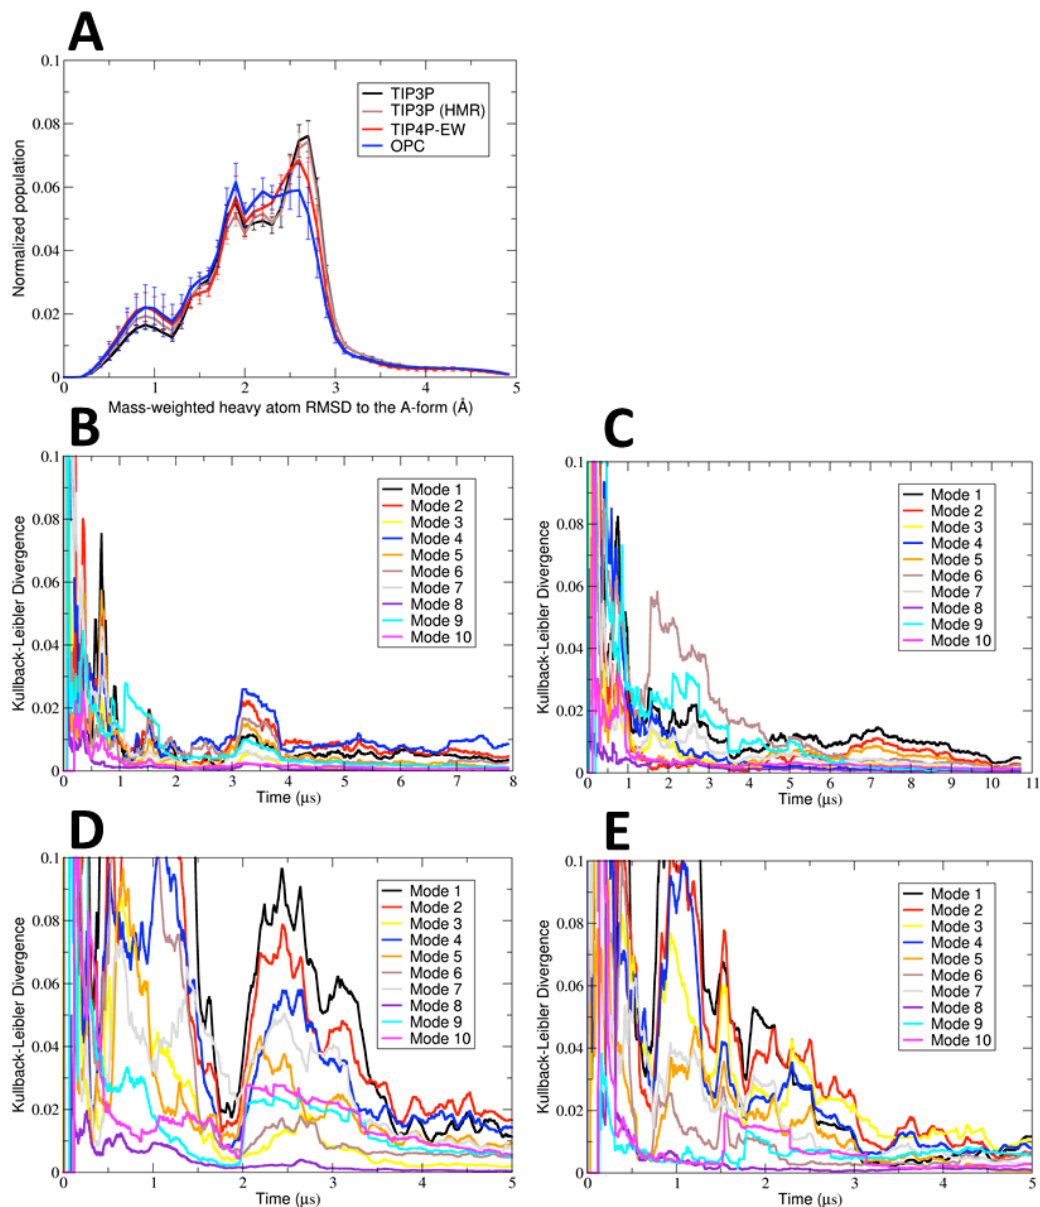 A
0.1
0.08
0.06
0.04
0.02
0
Normalized population
TIP3P
TIP3P (HMR)
TIP4P-EW
OPC
0 1 2 3 4 5
Mass-weighted heavy atom RMSD to the A-form (Å)
B
0.1
0.08
0.06
0.04
0.02
0
Kullback-Leibler Divergence
Mode 1
Mode 2
Mode 3
Mode 4
Mode 5
Mode 6
Mode 7
Mode 8
Mode 9
Mode 10
0 1 2 3 4 5 6 7 8
Time (μs)
C
0.1
0.08
0.06
0.04
0.02
0
Kullback-Leibler Divergence
Mode 1
Mode 2
Mode 3
Mode 4
Mode 5
Mode 6
Mode 7
Mode 8
Mode 9
Mode 10
0 1 2 3 4 5 6 7 8 9 10 11
Time (μs)
D
0.1
0.08
0.06
0.04
0.02
0
Kullback-Leibler Divergence
Mode 1
Mode 2
Mode 3
Mode 4
Mode 5
Mode 6
Mode 7
Mode 8
Mode 9
Mode 10
0 1 2 3 4 5
Time (μs)
E
0.1
0.08
0.06
0.04
0.02
0
Kullback-Leibler Divergence
Mode 1
Mode 2
Mode 3
Mode 4
Mode 5
Mode 6
Mode 7
Mode 8
Mode 9
Mode 10
0 1 2 3 4 5
Time (μs)